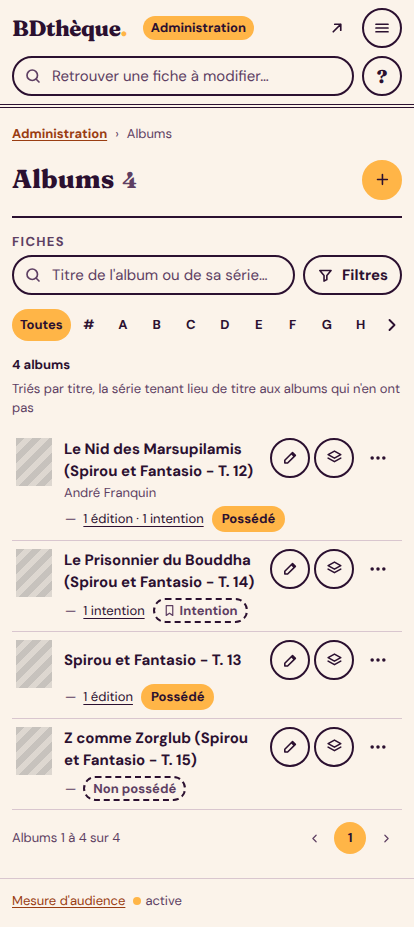 BDthèque. Administration
Retrouver une fiche à modifier… ?
Administration › Albums
Albums 4 +
FICHES
Titre de l'album ou de sa série… Filtres
Toutes # A B C D E F G H
4 albums
Triés par titre, la série tenant lieu de titre aux albums qui n'en ont
pas
Le Nid des Marsupilamis
(Spirou et Fantasio – T. 12)
André Franquin
— 1 édition · 1 intention Possédé
Le Prisonnier du Bouddha
(Spirou et Fantasio – T. 14)
— 1 intention Intention
Spirou et Fantasio – T. 13
— 1 édition Possédé
Z comme Zorglub (Spirou
et Fantasio – T. 15)
— Non possédé
Albums 1 à 4 sur 4 ‹ 1 ›
Mesure d'audience active